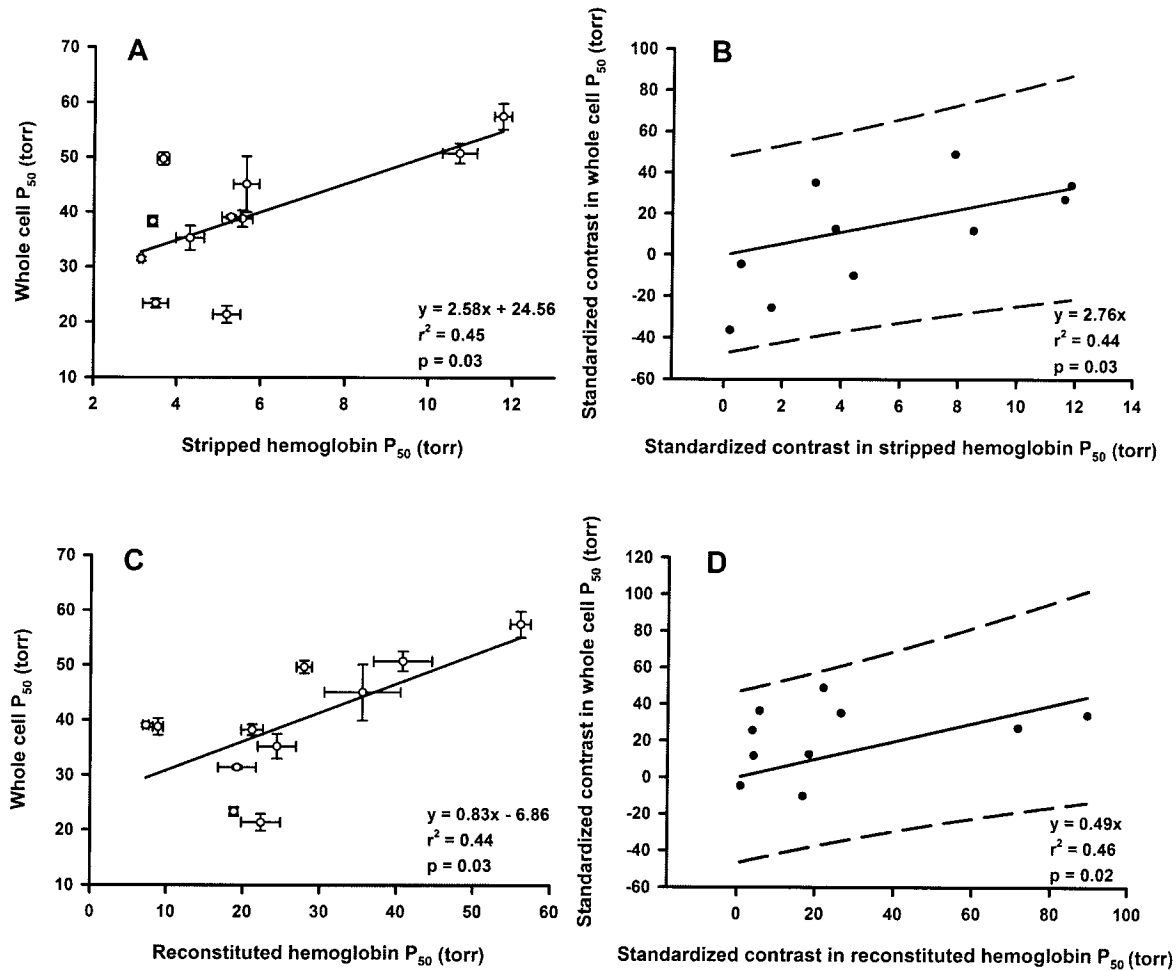 A
70
60
50
40
30
20
10
Whole cell P50 (torr)
y = 2.58x + 24.56
r2 = 0.45
p = 0.03
2 4 6 8 10 12
Stripped hemoglobin P50 (torr)
B
100
80
60
40
20
0
-20
-40
-60
Standardized contrast in whole cell P50 (torr)
y = 2.76x
r2 = 0.44
p = 0.03
0 2 4 6 8 10 12 14
Standardized contrast in stripped hemoglobin P50 (torr)
C
70
60
50
40
30
20
10
Whole cell P50 (torr)
y = 0.83x - 6.86
r2 = 0.44
p = 0.03
0 20 30 40 50 60
Reconstituted hemoglobin P50 (torr)
D
120
100
80
60
40
20
0
-20
-40
-60
Standardized contrast in whole cell P50 (torr)
y = 0.49x
r2 = 0.46
p = 0.02
0 20 40 60 80 100
Standardized contrast in reconstituted hemoglobin P50 (torr)